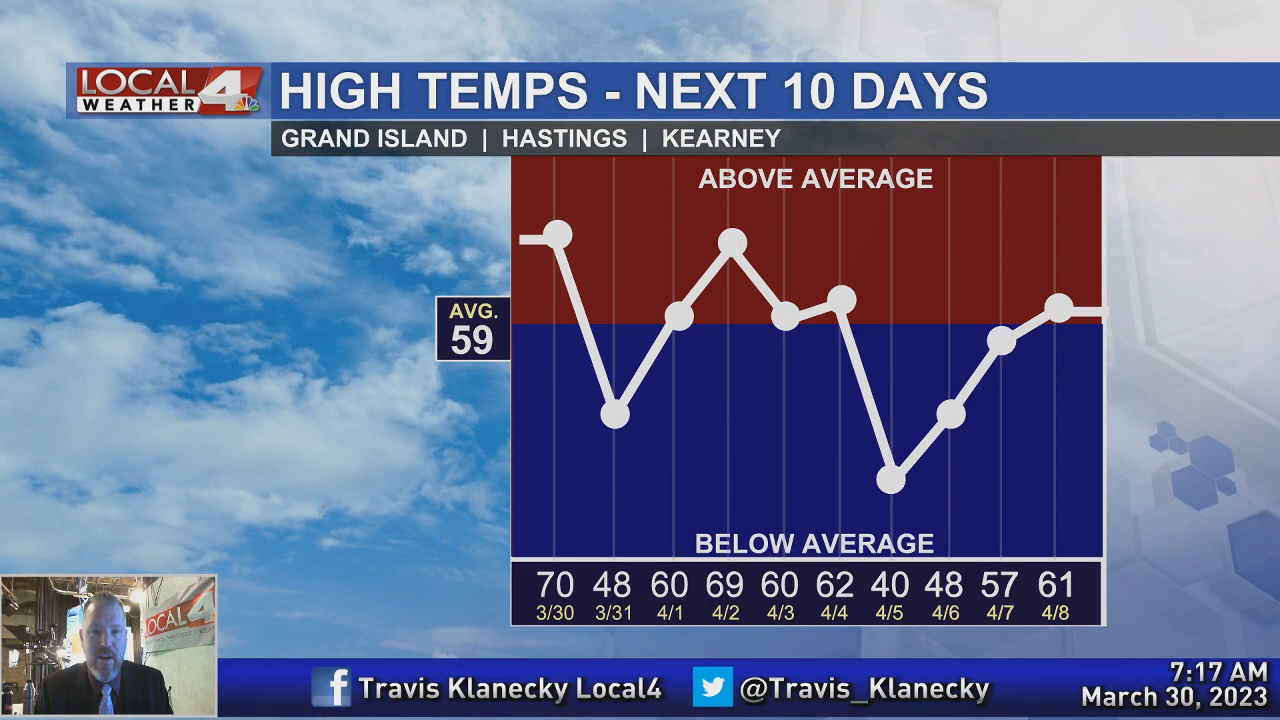 LOCAL 4
WEATHER
HIGH TEMPS - NEXT 10 DAYS
GRAND ISLAND | HASTINGS | KEARNEY
ABOVE AVERAGE
AVG.
59
BELOW AVERAGE
70 48 60 69 60 62 40 48 57 61
3/30 3/31 4/1 4/2 4/3 4/4 4/5 4/6 4/7 4/8
LOCAL 4
f Travis Klanecky Local4
@Travis_Klanecky
7:17 AM
March 30, 2023